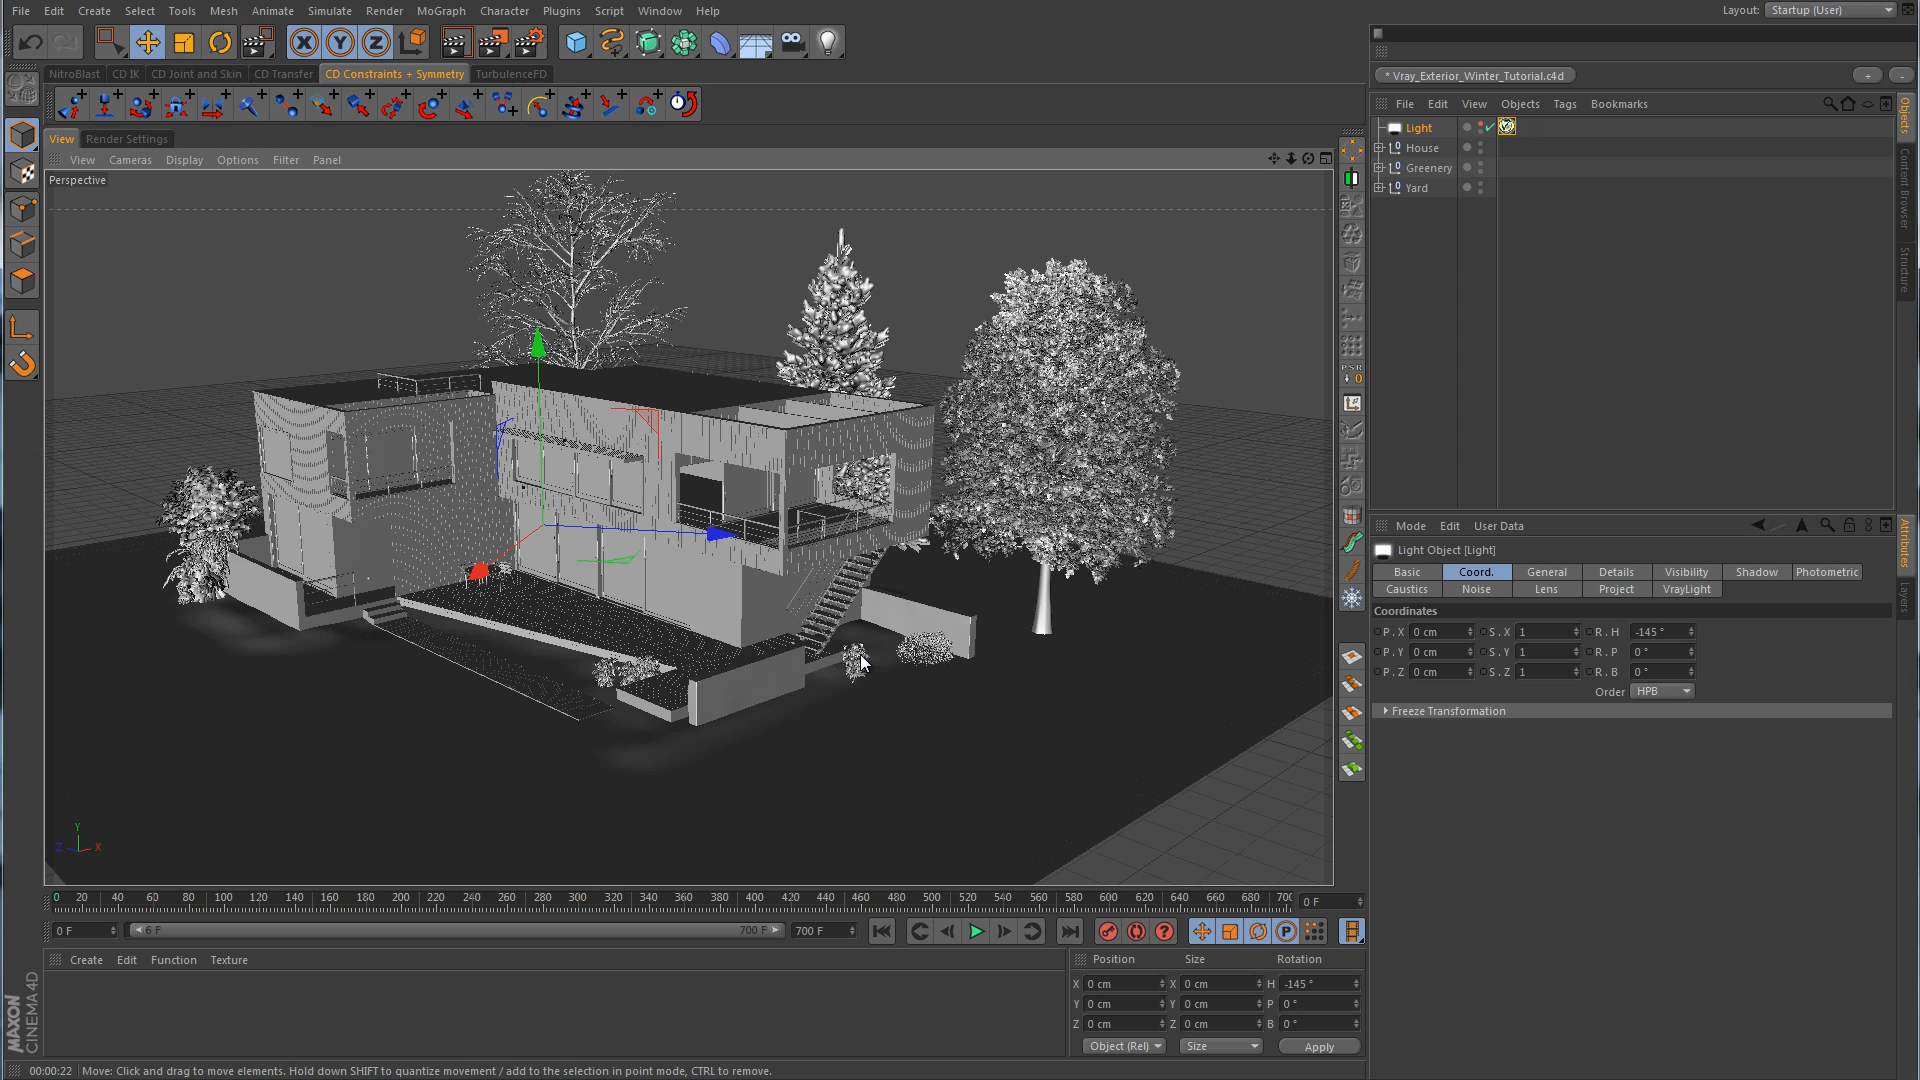 File Edit Create Select Tools Mesh Animate Simulate Render MoGraph Character Plugins Script Window Help
Layout: Startup (User)
* Vray_Exterior_Winter_Tutorial.c4d
NitroBlast CD IK CD Joint and Skin CD Transfer CD Constraints + Symmetry TurbulenceFD
File Edit View Objects Tags Bookmarks
Light
House
Greenery
Yard
Objects
Content Browser
Structure
View Render Settings
View Cameras Display Options Filter Panel
Perspective
X Y Z
PSR
0
Y
Z X
Mode Edit User Data
Attributes
Layers
Light Object [Light]
Basic Coord. General Details Visibility Shadow Photometric
Caustics Noise Lens Project VrayLight
Coordinates
P . X 0 cm S . X 1 R . H -145 °
P . Y 0 cm S . Y 1 R . P 0 °
P . Z 0 cm S . Z 1 R . B 0 °
Order HPB
Freeze Transformation
0 20 40 60 80 100 120 140 160 180 200 220 240 260 280 300 320 340 360 380 400 420 440 460 480 500 520 540 560 580 600 620 640 660 680 700 0 F
0 F 6 F 700 F 700 F
Create Edit Function Texture
Position Size Rotation
X 0 cm X 0 cm H -145 °
Y 0 cm Y 0 cm P 0 °
Z 0 cm Z 0 cm B 0 °
Object (Rel) Size Apply
MAXON CINEMA 4D
00:00:22 Move: Click and drag to move elements. Hold down SHIFT to quantize movement / add to the selection in point mode, CTRL to remove.